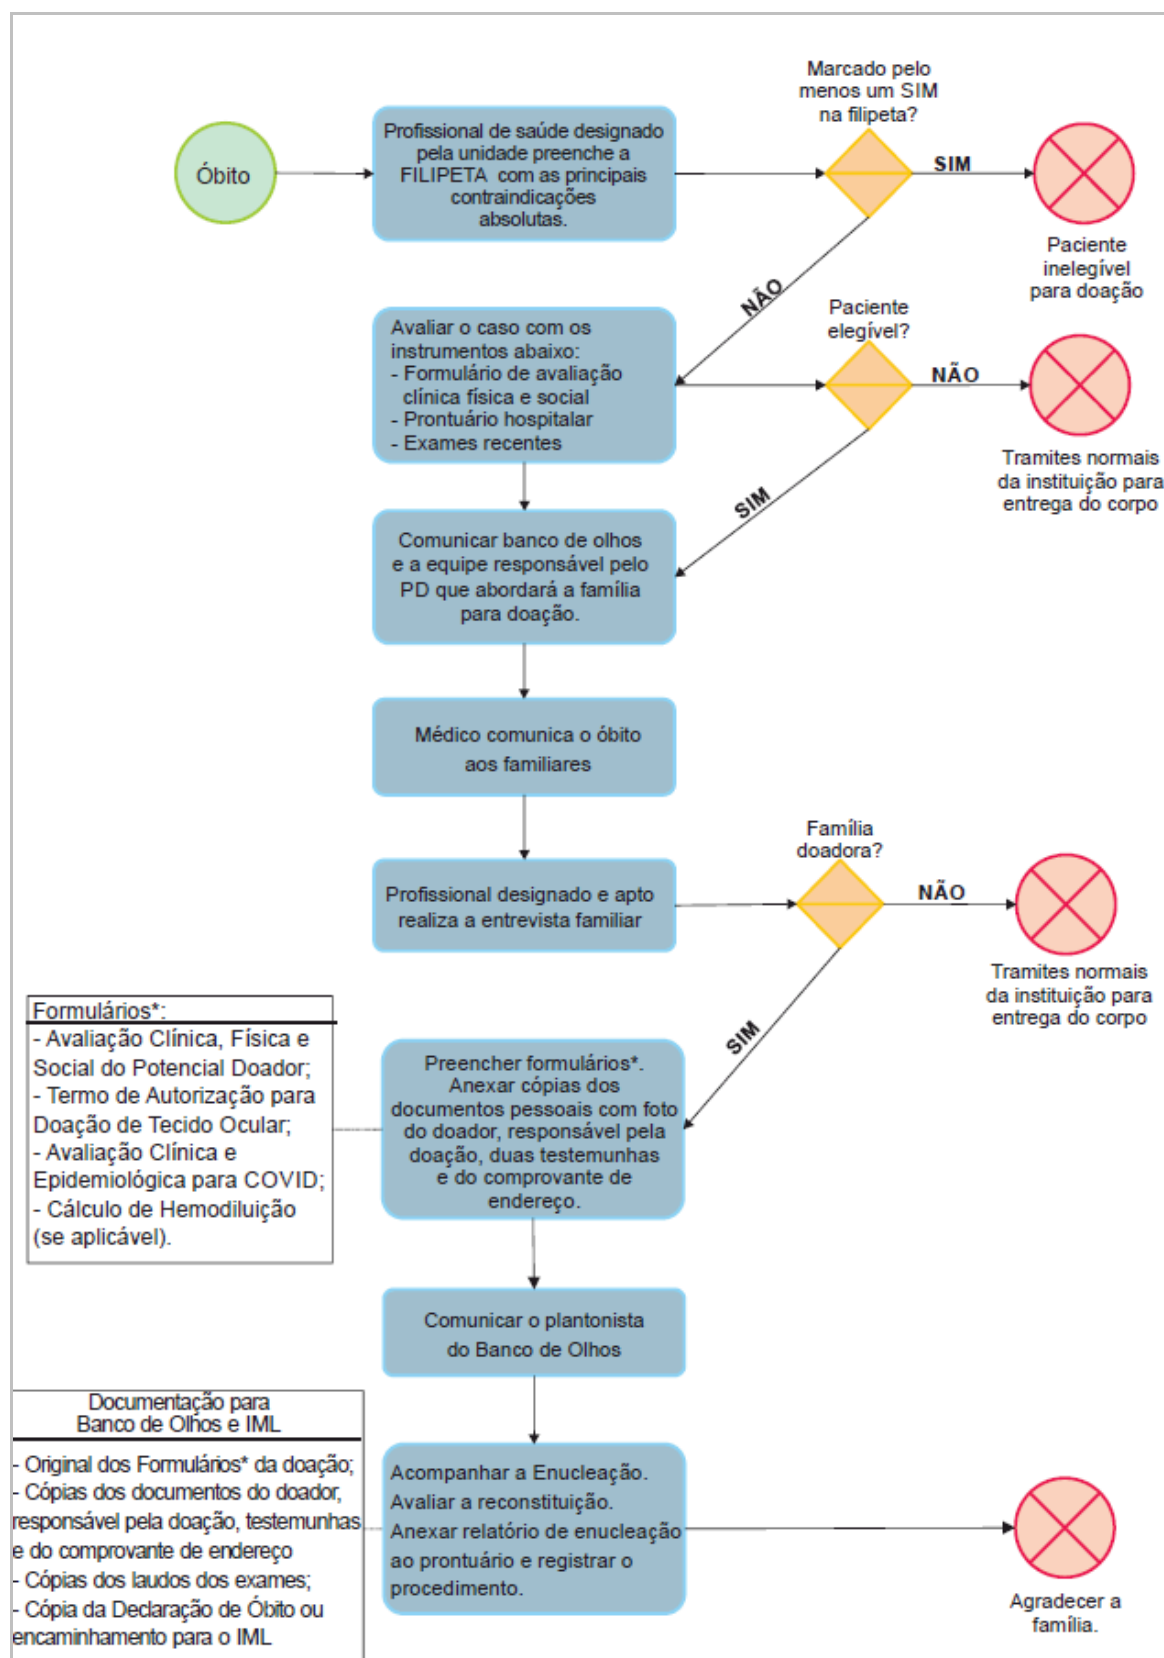 Óbito
Profissional de saúde designado
pela unidade preenche a
FILIPETA com as principais
contraindicações
absolutas.
Marcado pelo
menos um SIM
na filipeta?
SIM
Paciente
inelegível
para doação
NÃO
Avaliar o caso com os
instrumentos abaixo:
- Formulário de avaliação
clínica física e social
- Prontuário hospitalar
- Exames recentes
Paciente
elegível?
NÃO
Tramites normais
da instituição para
entrega do corpo
SIM
Comunicar banco de olhos
e a equipe responsável pelo
PD que abordará a família
para doação.
Médico comunica o óbito
aos familiares
Profissional designado e apto
realiza a entrevista familiar
Família
doadora?
NÃO
Tramites normais
da instituição para
entrega do corpo
SIM
Formulários*:
- Avaliação Clínica, Física e
Social do Potencial Doador;
- Termo de Autorização para
Doação de Tecido Ocular;
- Avaliação Clínica e
Epidemiológica para COVID;
- Cálculo de Hemodiluição
(se aplicável).
Preencher formulários*.
Anexar cópias dos
documentos pessoais com foto
do doador, responsável pela
doação, duas testemunhas
e do comprovante de
endereço.
Comunicar o plantonista
do Banco de Olhos
Documentação para
Banco de Olhos e IML
- Original dos Formulários* da doação;
- Cópias dos documentos do doador,
responsável pela doação, testemunhas
e do comprovante de endereço
- Cópias dos laudos dos exames;
- Cópia da Declaração de Óbito ou
encaminhamento para o IML
Acompanhar a Enucleação.
Avaliar a reconstituição.
Anexar relatório de enucleação
ao prontuário e registrar o
procedimento.
Agradecer a
família.